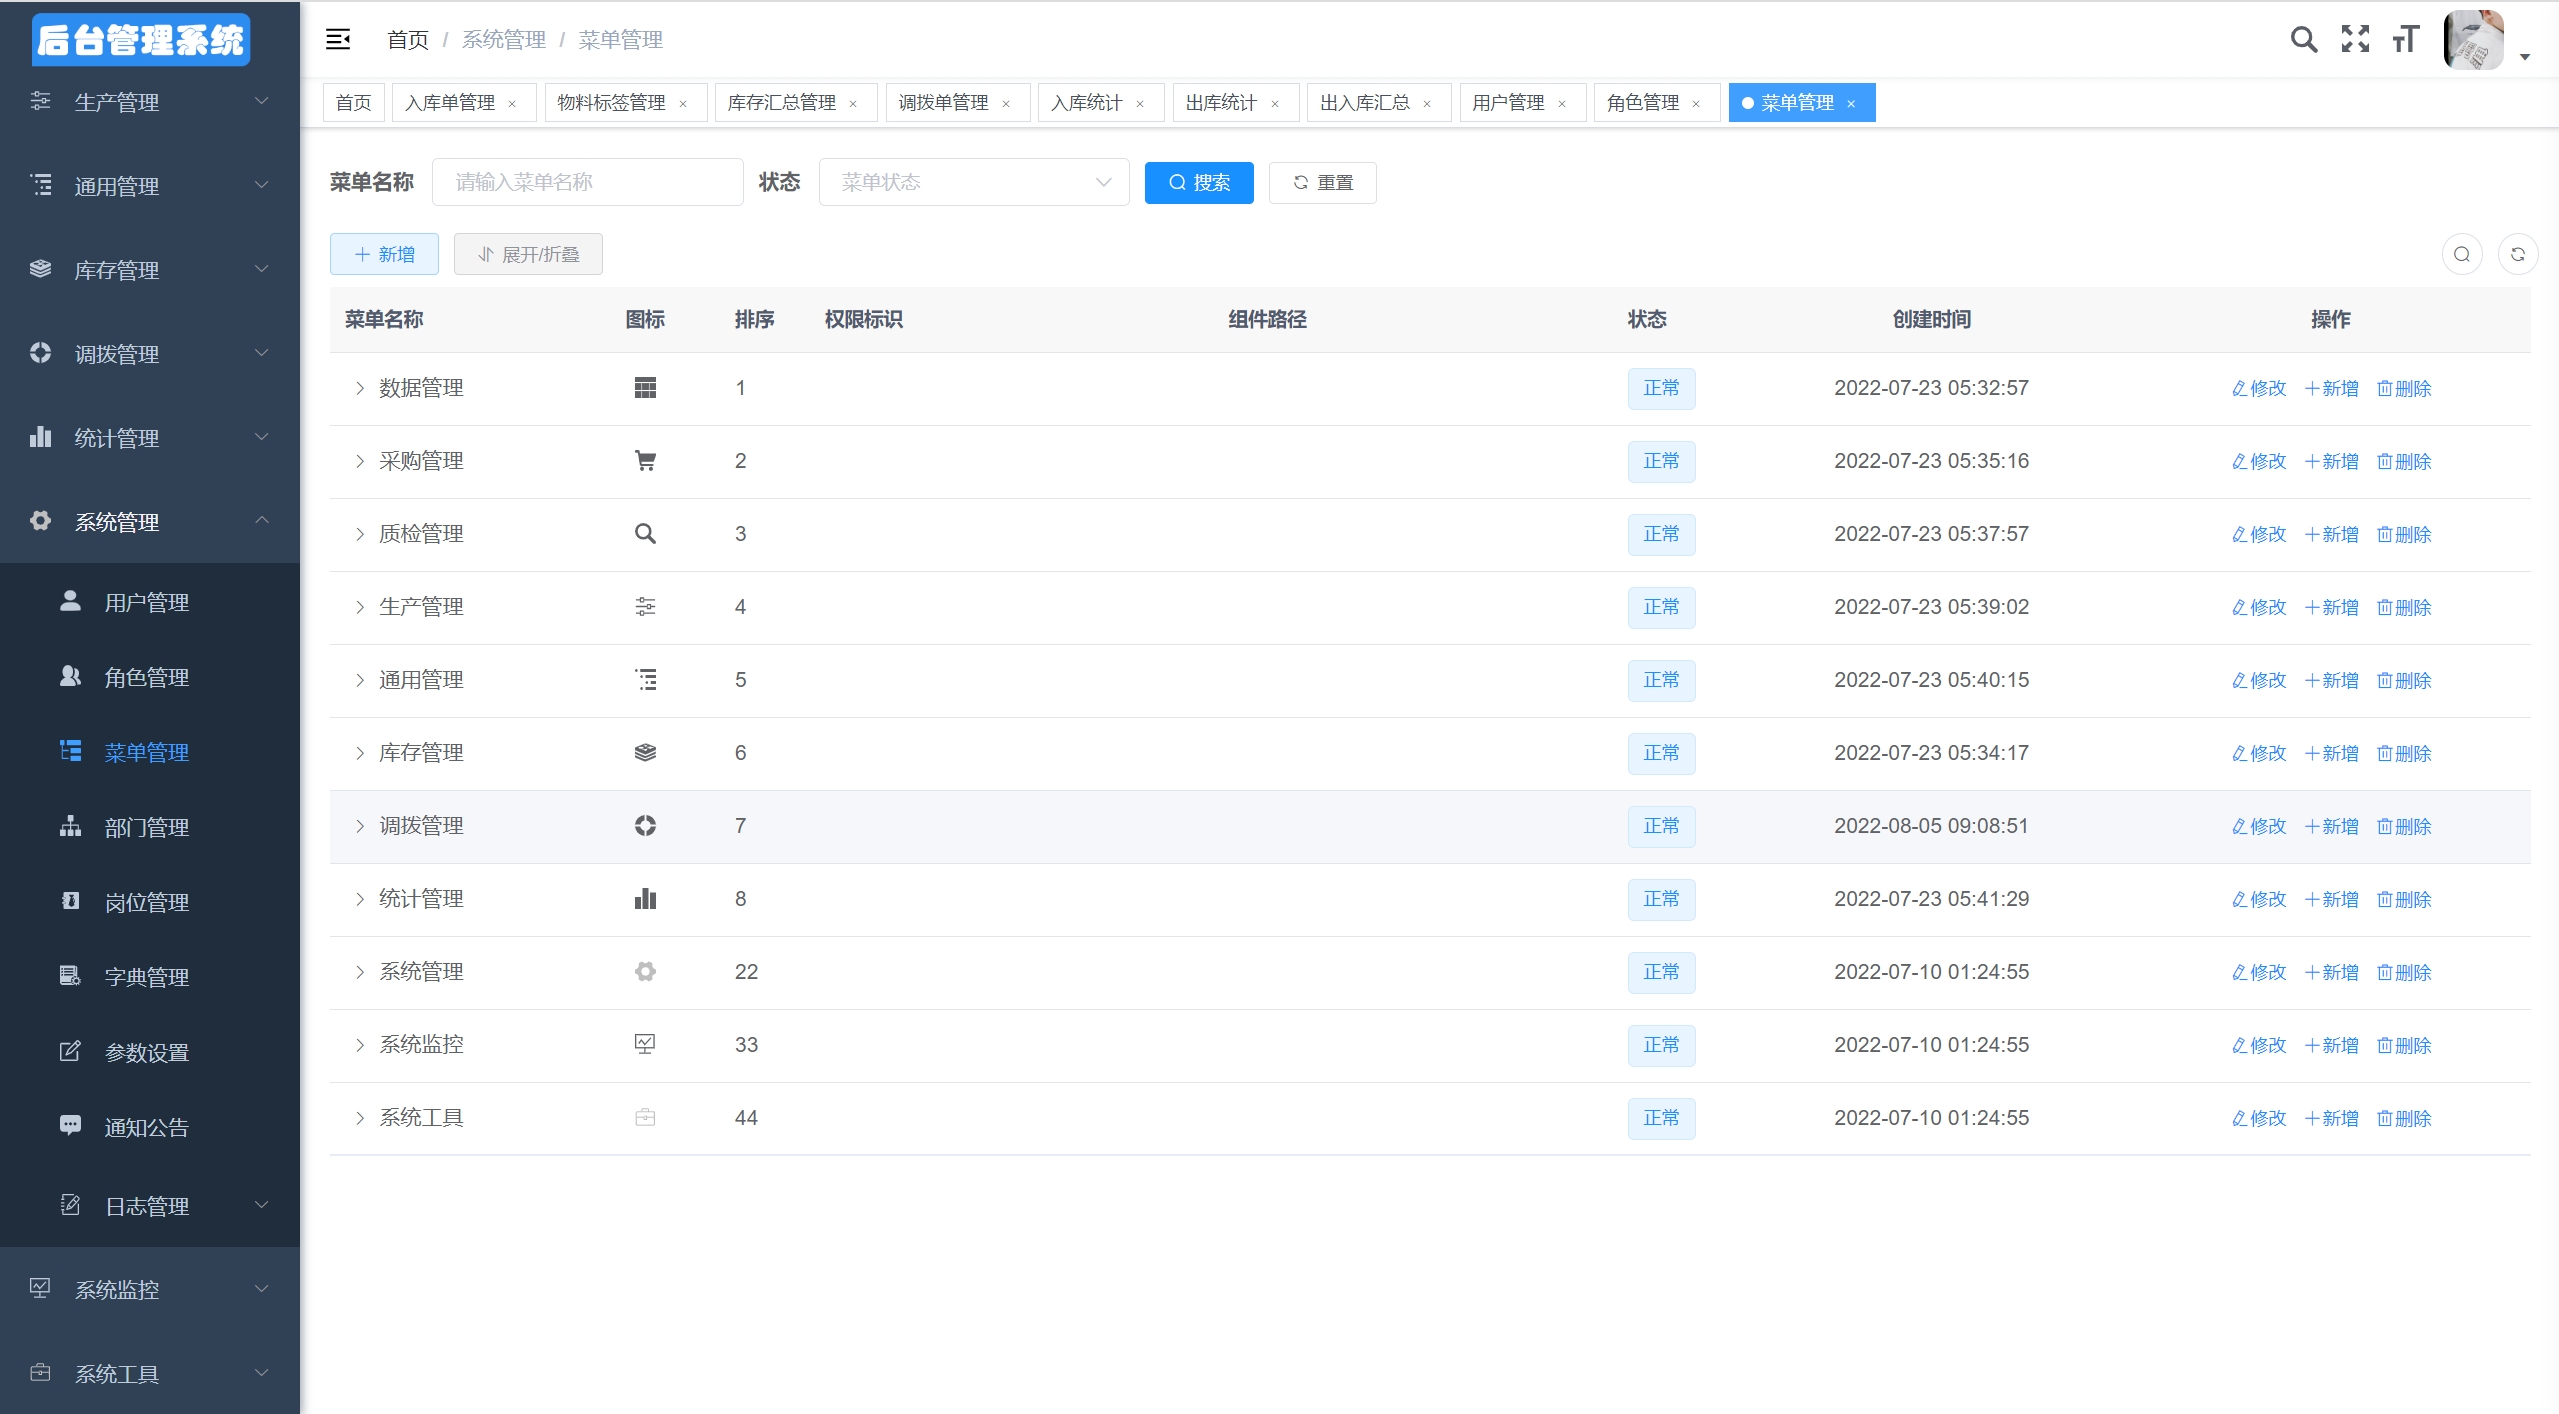 后台管理系统
生产管理
通用管理
库存管理
调拨管理
统计管理
系统管理
用户管理
角色管理
菜单管理
部门管理
岗位管理
字典管理
参数设置
通知公告
日志管理
系统监控
系统工具
首页 / 系统管理 / 菜单管理
首页 入库单管理 × 物料标签管理 × 库存汇总管理 × 调拨单管理 × 入库统计 × 出库统计 × 出入库汇总 × 用户管理 × 角色管理 × 菜单管理 ×
菜单名称 请输入菜单名称 状态 菜单状态 搜索 重置
新增 展开/折叠
菜单名称 图标 排序 权限标识 组件路径 状态 创建时间 操作
数据管理 1 正常 2022-07-23 05:32:57 修改 新增 删除
采购管理 2 正常 2022-07-23 05:35:16 修改 新增 删除
质检管理 3 正常 2022-07-23 05:37:57 修改 新增 删除
生产管理 4 正常 2022-07-23 05:39:02 修改 新增 删除
通用管理 5 正常 2022-07-23 05:40:15 修改 新增 删除
库存管理 6 正常 2022-07-23 05:34:17 修改 新增 删除
调拨管理 7 正常 2022-08-05 09:08:51 修改 新增 删除
统计管理 8 正常 2022-07-23 05:41:29 修改 新增 删除
系统管理 22 正常 2022-07-10 01:24:55 修改 新增 删除
系统监控 33 正常 2022-07-10 01:24:55 修改 新增 删除
系统工具 44 正常 2022-07-10 01:24:55 修改 新增 删除